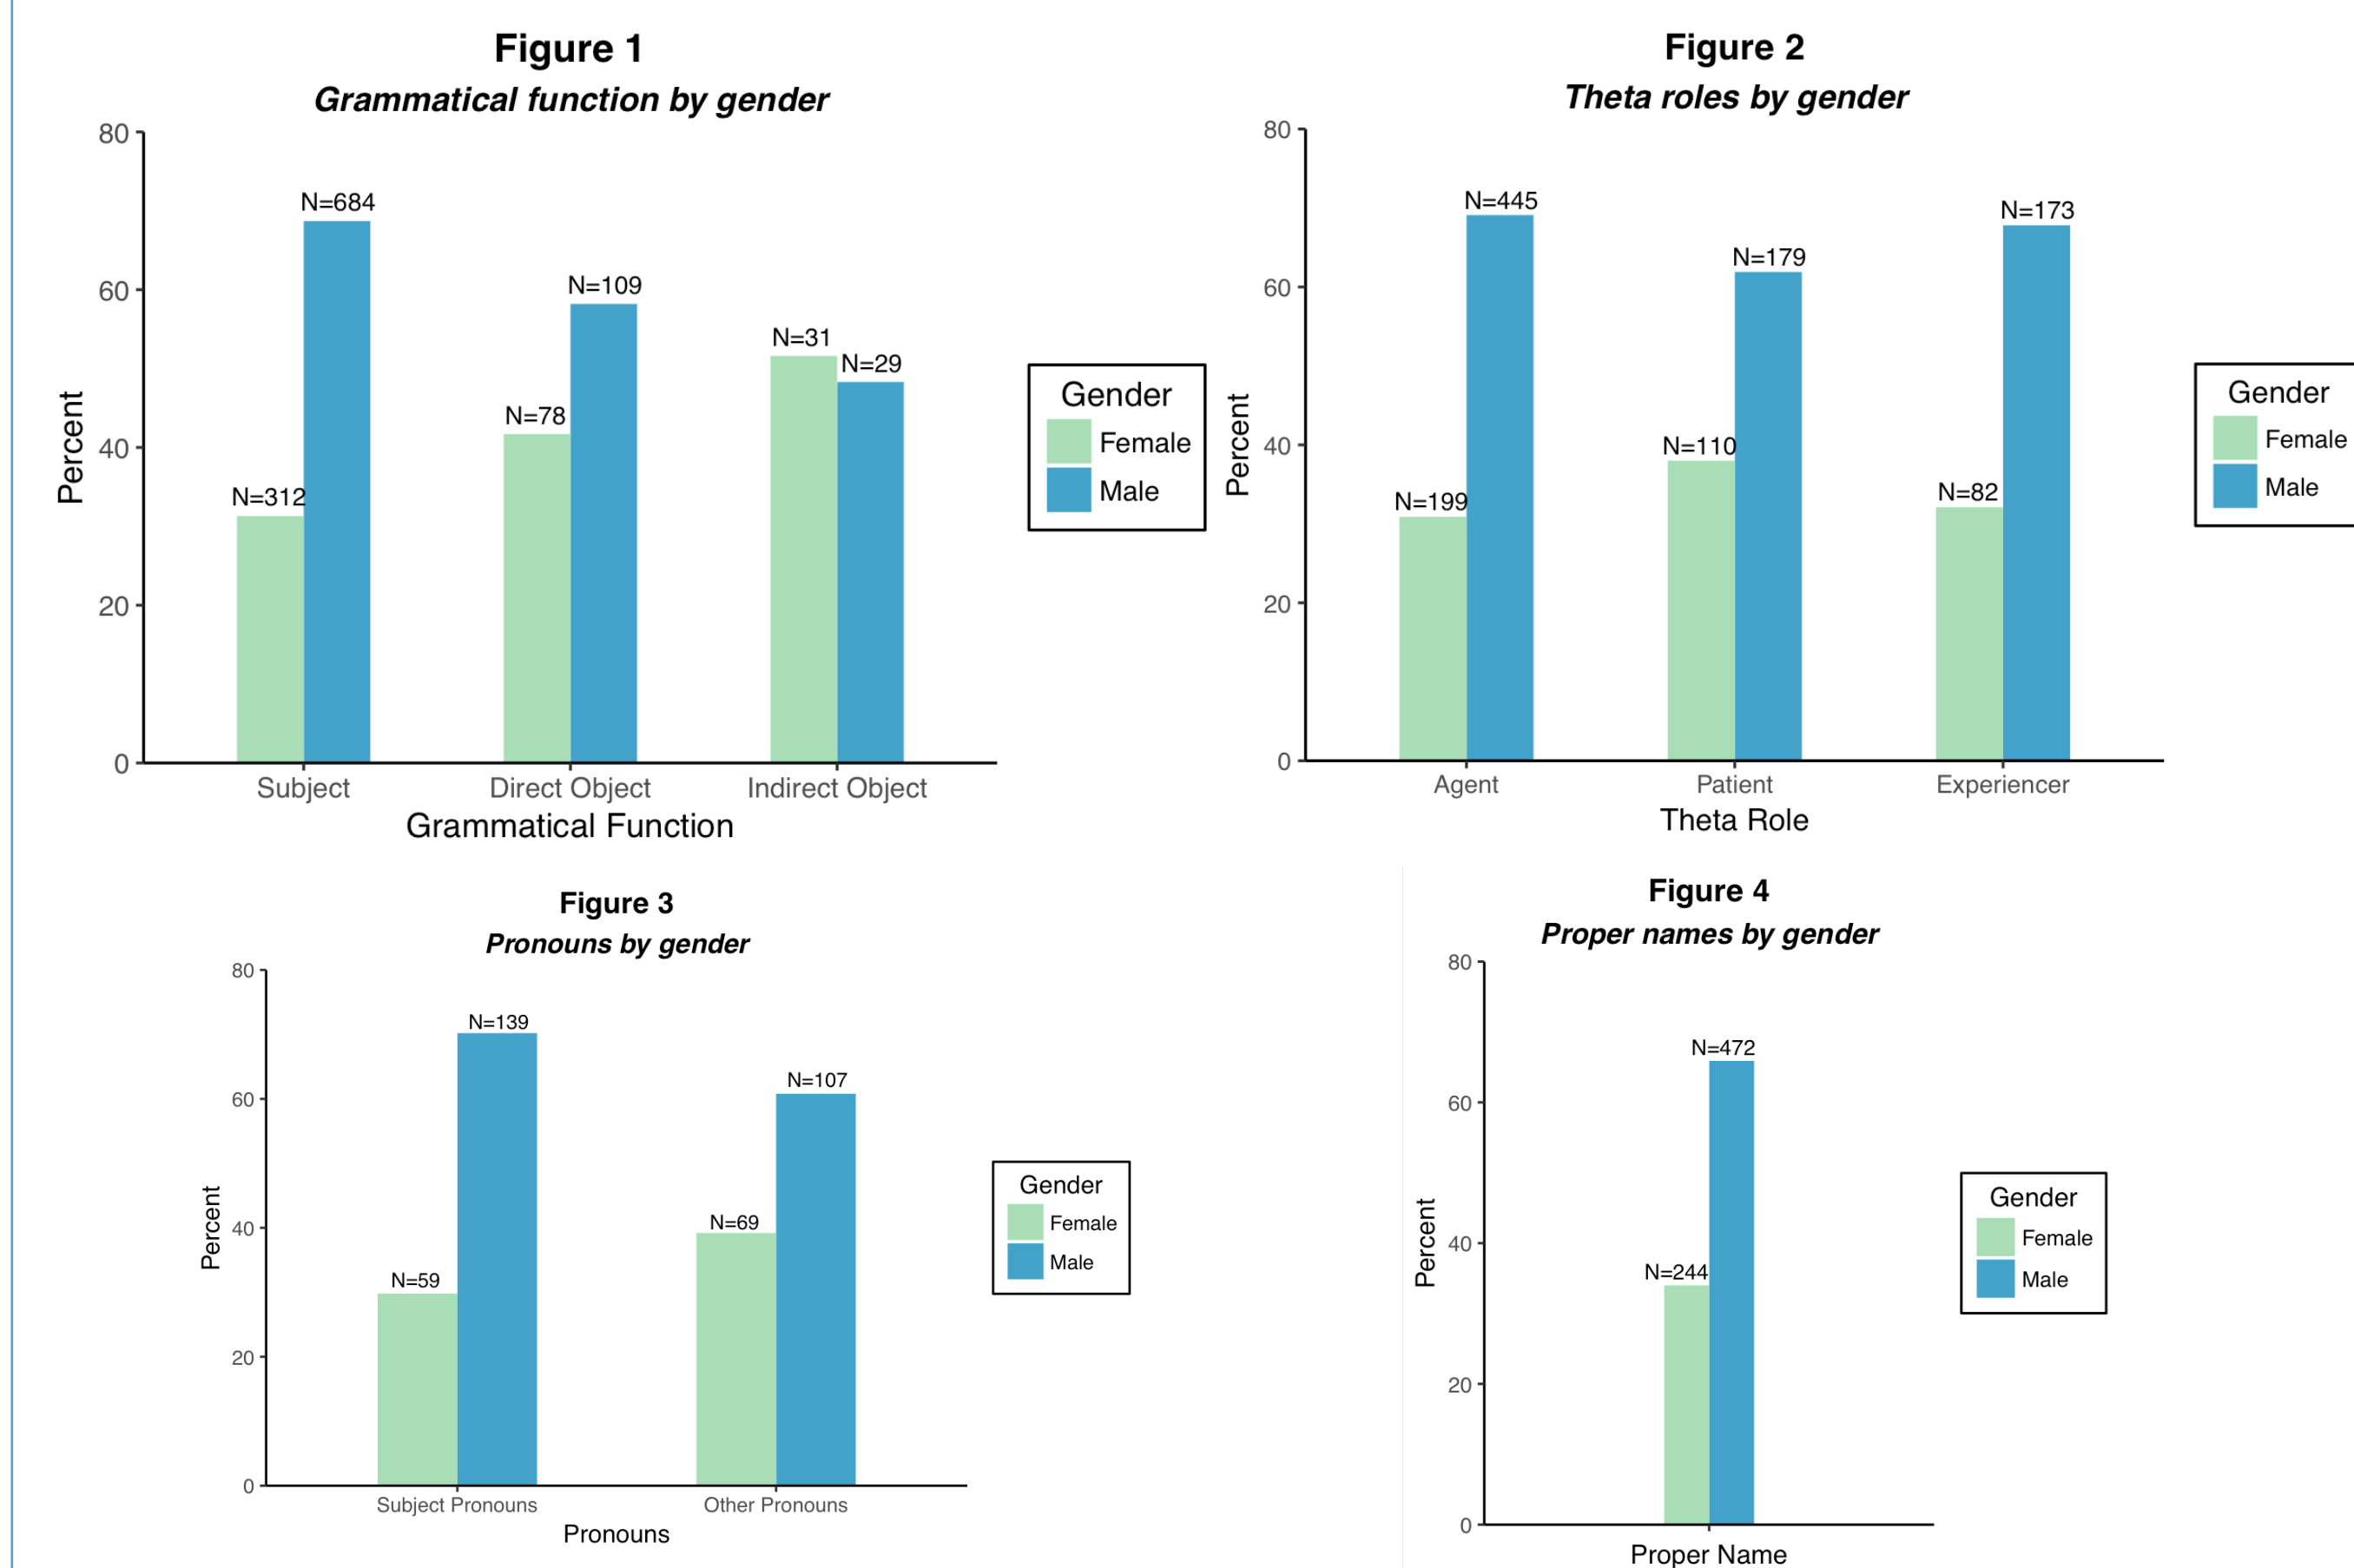 Figure 1
Grammatical function by gender
80
60
40
20
0
Percent
N=312
N=684
N=78
N=109
N=31
N=29
Subject
Direct Object
Indirect Object
Grammatical Function
Gender
Female
Male
Figure 2
Theta roles by gender
80
60
40
20
0
Percent
N=199
N=445
N=110
N=179
N=82
N=173
Agent
Patient
Experiencer
Theta Role
Gender
Female
Male
Figure 3
Pronouns by gender
80
60
40
20
0
Percent
N=59
N=139
N=69
N=107
Subject Pronouns
Other Pronouns
Pronouns
Gender
Female
Male
Figure 4
Proper names by gender
80
60
40
20
0
Percent
N=244
N=472
Proper Name
Gender
Female
Male